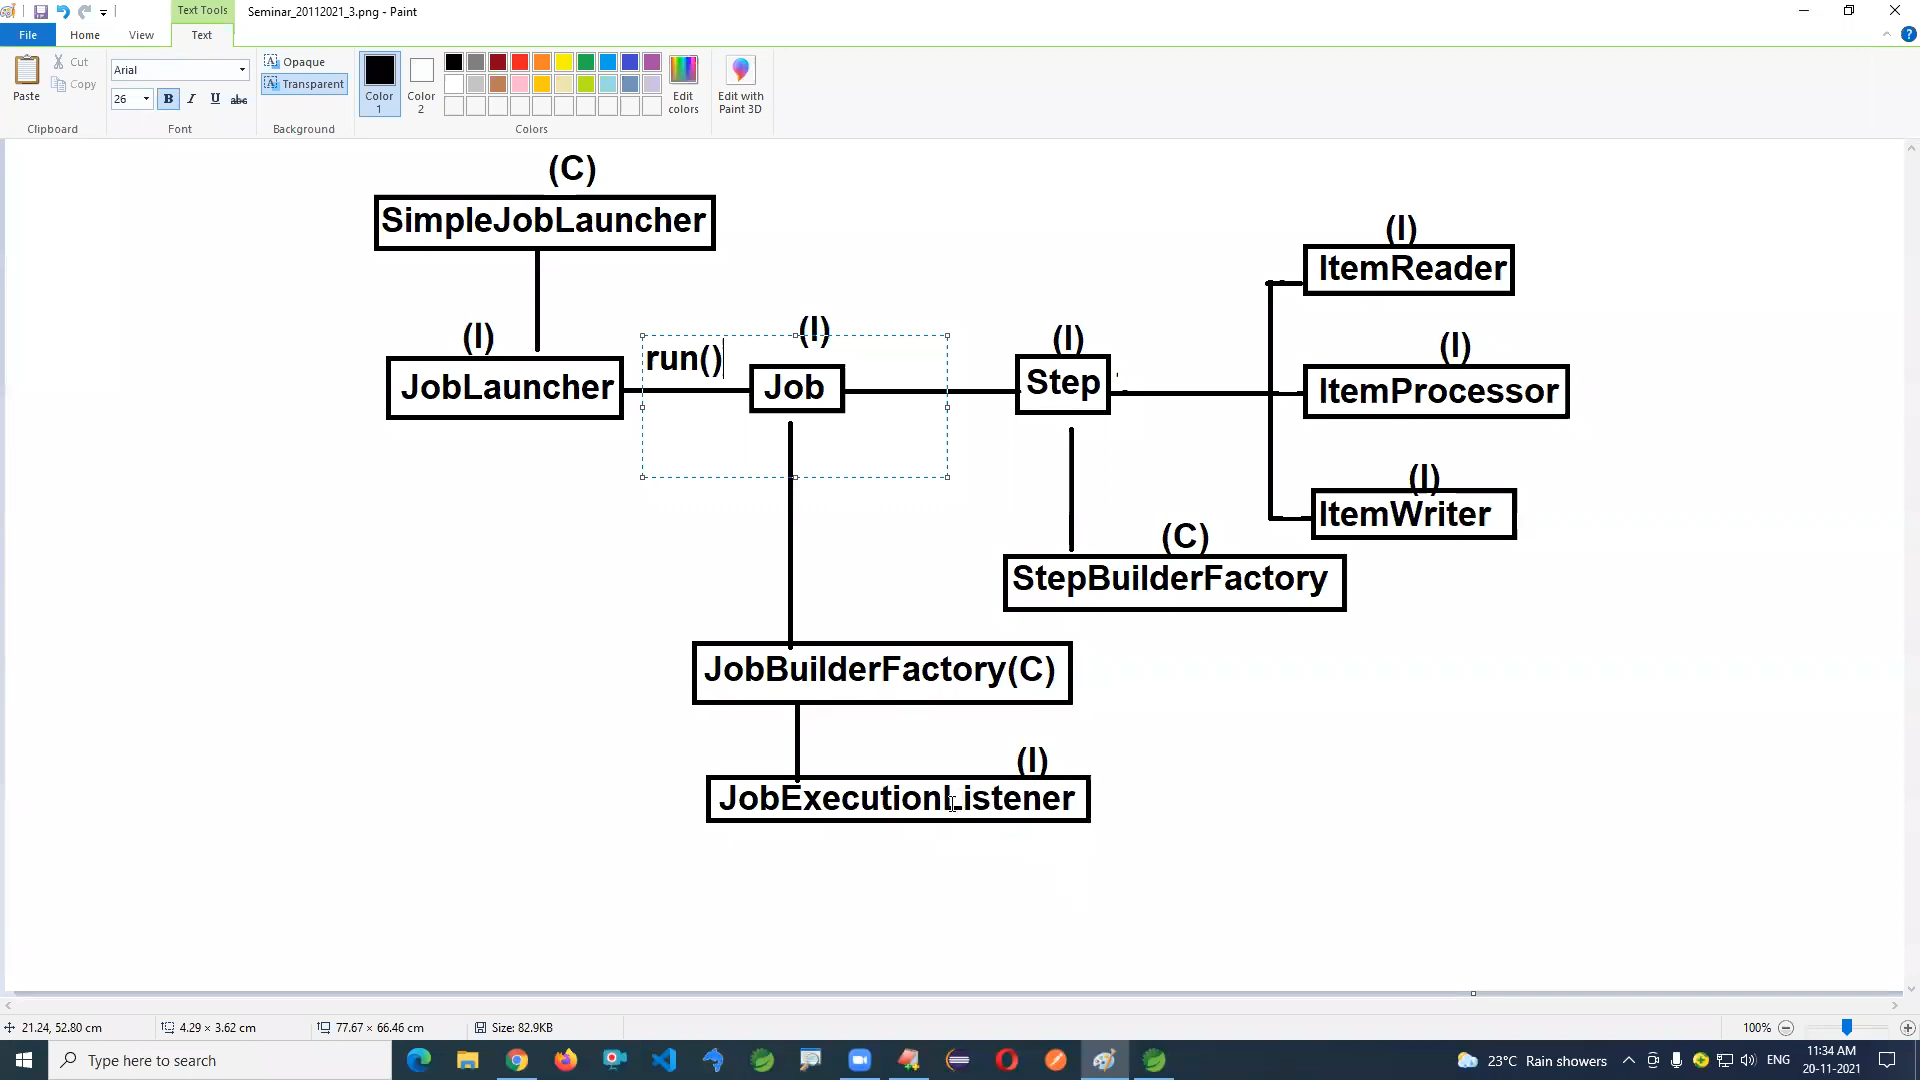 Text Tools
Seminar_20112021_3.png - Paint
File
Home
View
Text
Paste
Cut
Copy
Clipboard
Arial
26
B
I
U
abc
Font
Opaque
Transparent
Background
Color
1
Color
2
Edit
colors
Colors
Edit with
Paint 3D
(C)
SimpleJobLauncher
(I)
JobLauncher
run()
(I)
Job
(I)
Step
(I)
ItemReader
(I)
ItemProcessor
(I)
ItemWriter
(C)
StepBuilderFactory
JobBuilderFactory(C)
(I)
JobExecutionListener
21.24, 52.80 cm
4.29 × 3.62 cm
77.67 × 66.46 cm
Size: 82.9KB
100%
Type here to search
23°C Rain showers
ENG
11:34 AM
20-11-2021